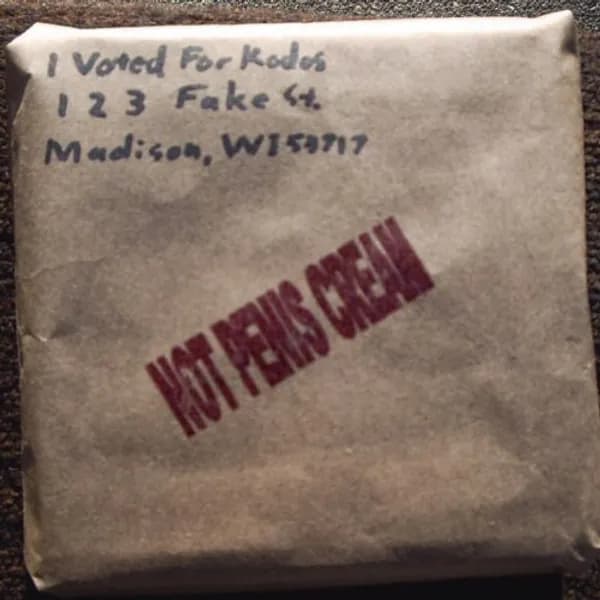 I Voted For Kodos
123 Fake St.
Madison, WI 53717
NOT PENIS CREAM